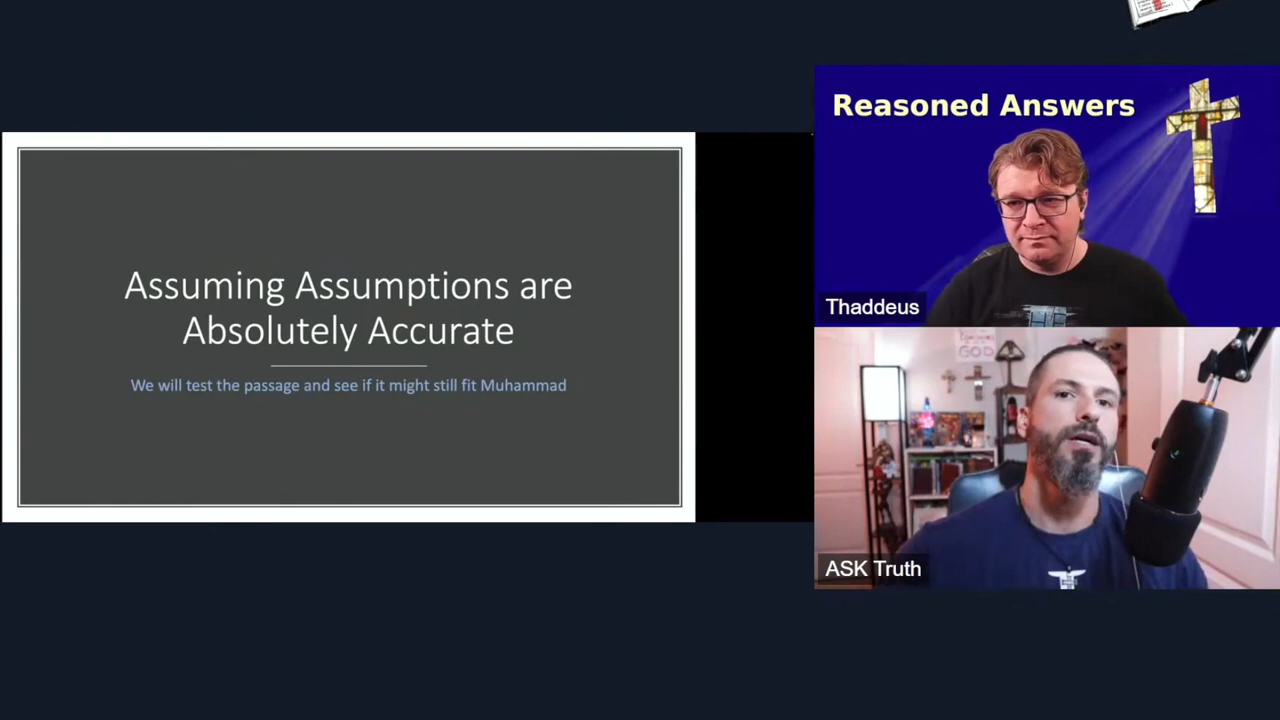 Assuming Assumptions are
Absolutely Accurate
We will test the passage and see if it might still fit Muhammad
Reasoned Answers
Thaddeus
GOD
ASK Truth